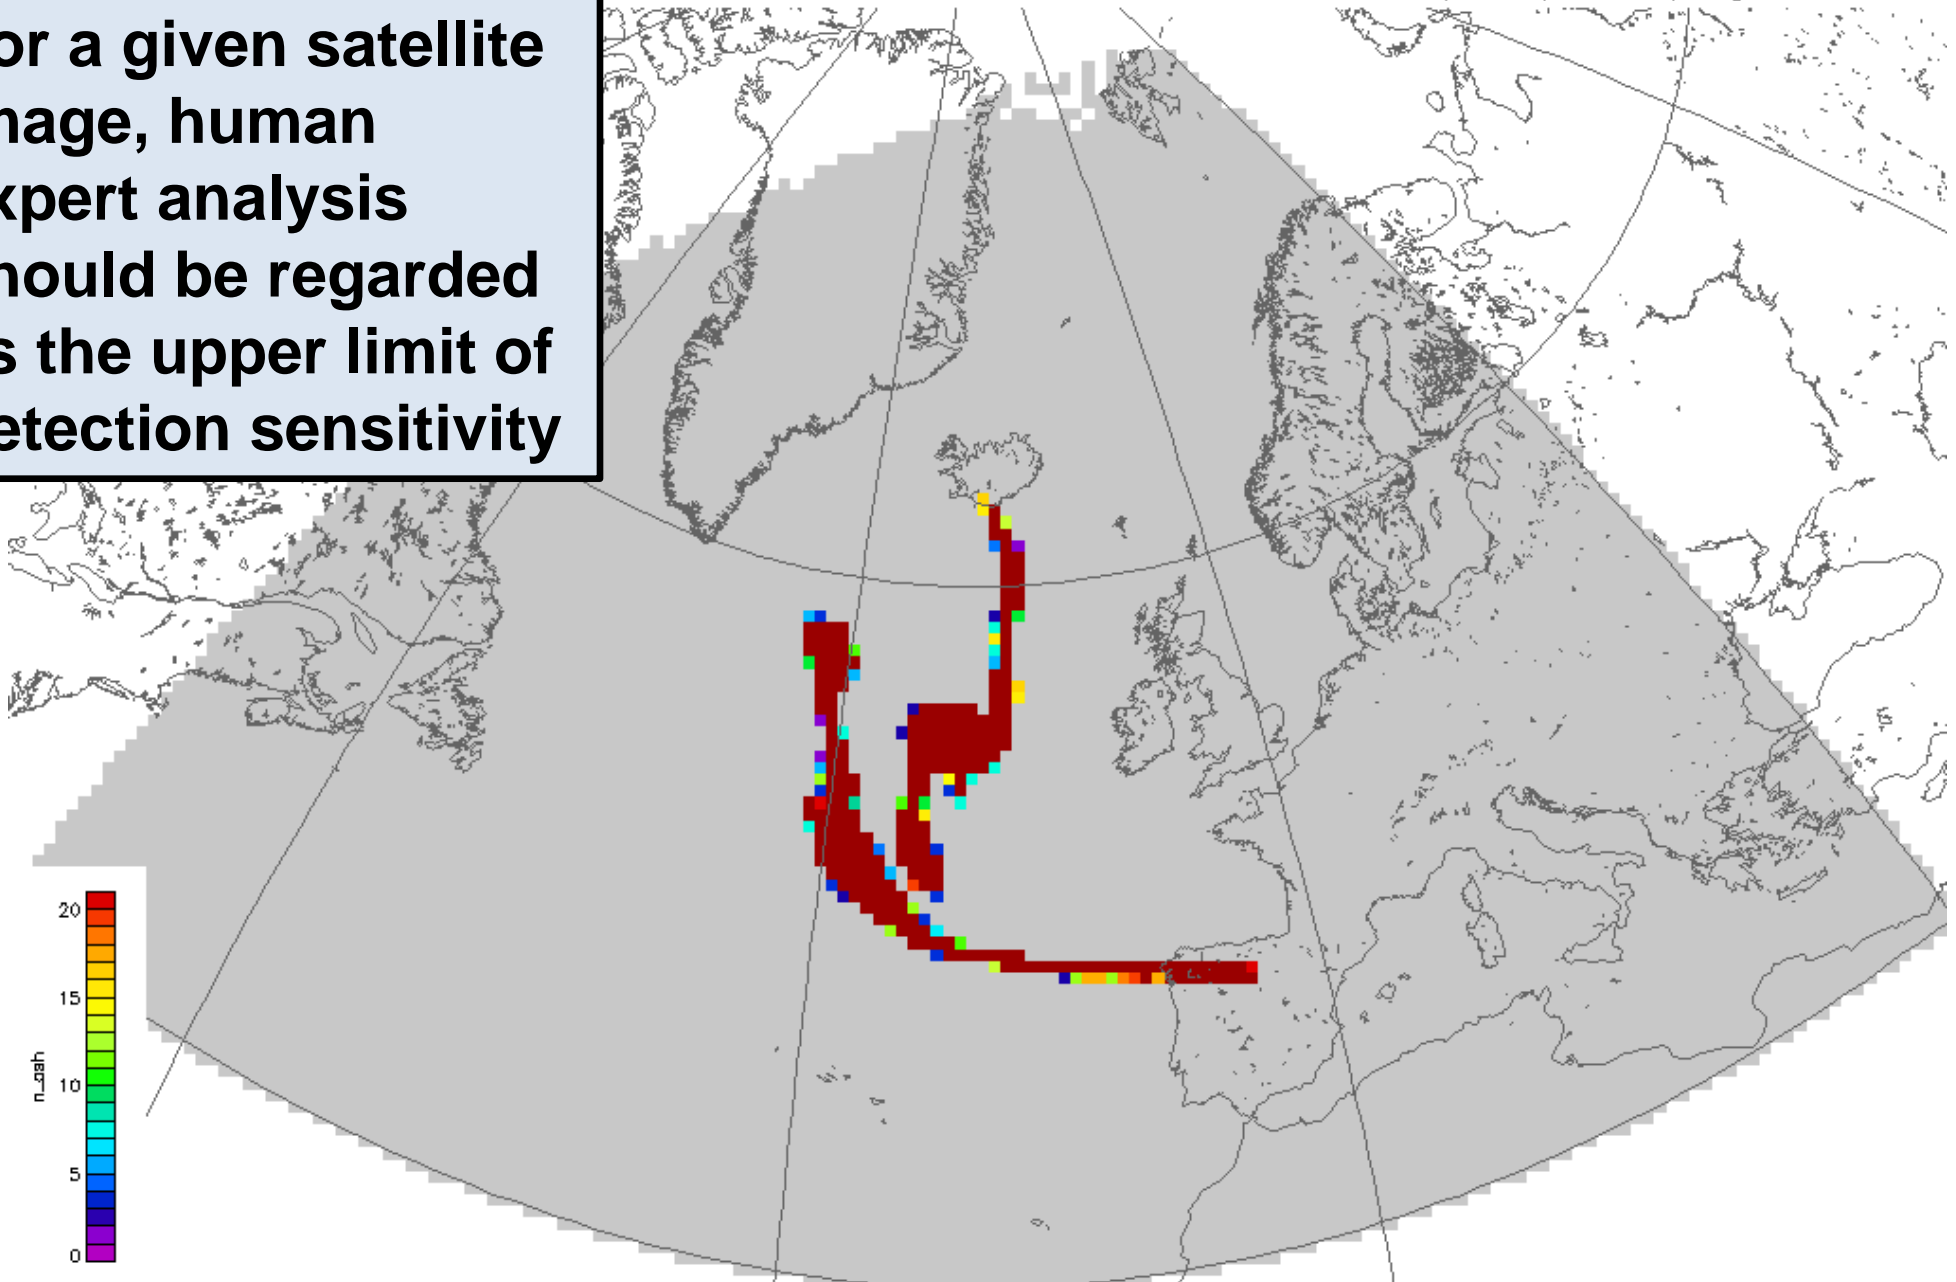 or a given satellite
mage, human
xpert analysis
hould be regarded
s the upper limit of
etection sensitivity
20
15
n_ash
10
5
0